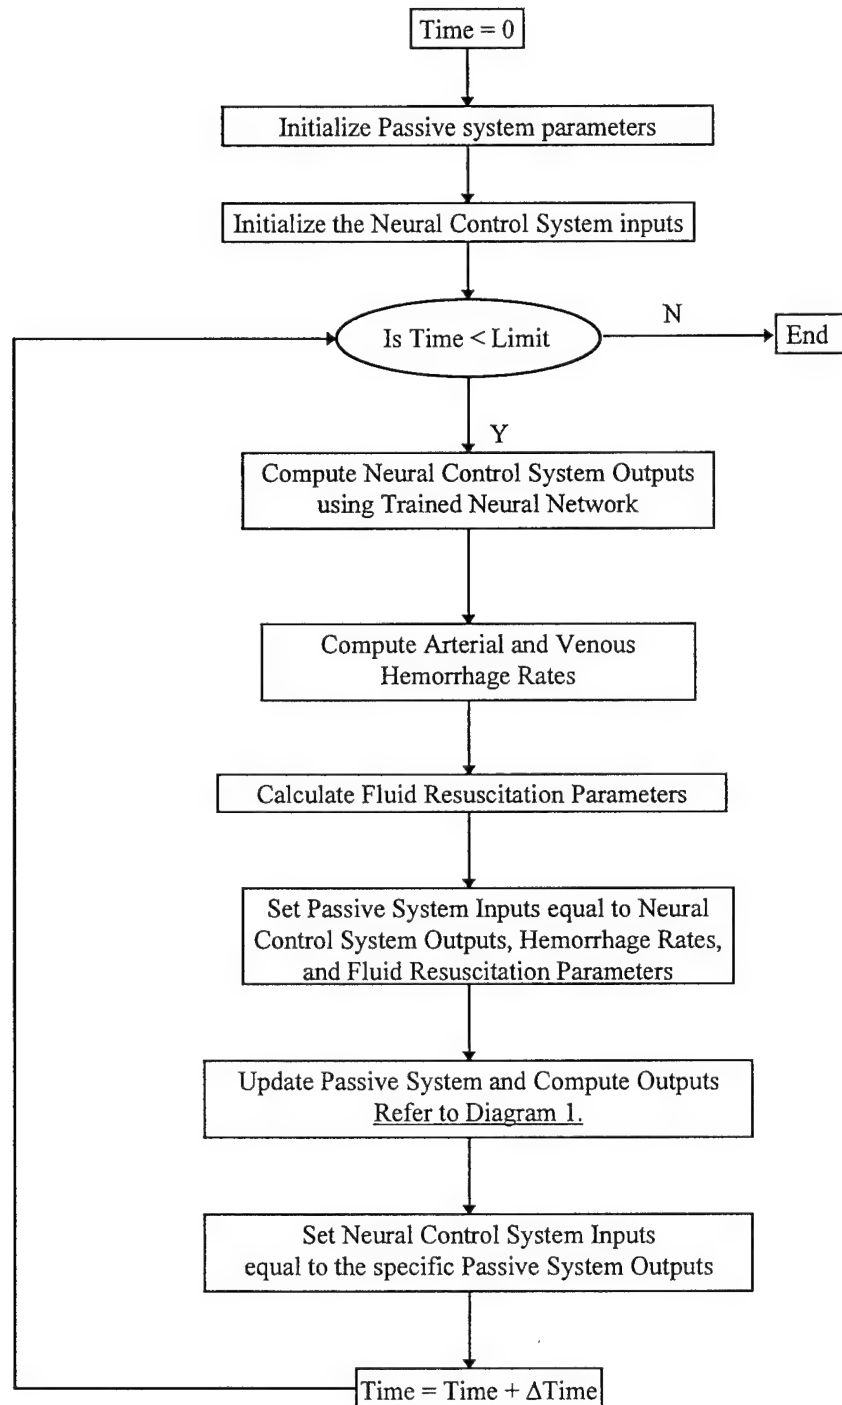 Time = 0
Initialize Passive system parameters
Initialize the Neural Control System inputs
Is Time < Limit
N
End
Y
Compute Neural Control System Outputs
using Trained Neural Network
Compute Arterial and Venous
Hemorrhage Rates
Calculate Fluid Resuscitation Parameters
Set Passive System Inputs equal to Neural
Control System Outputs, Hemorrhage Rates,
and Fluid Resuscitation Parameters
Update Passive System and Compute Outputs
Refer to Diagram 1.
Set Neural Control System Inputs
equal to the specific Passive System Outputs
Time = Time + ΔTime